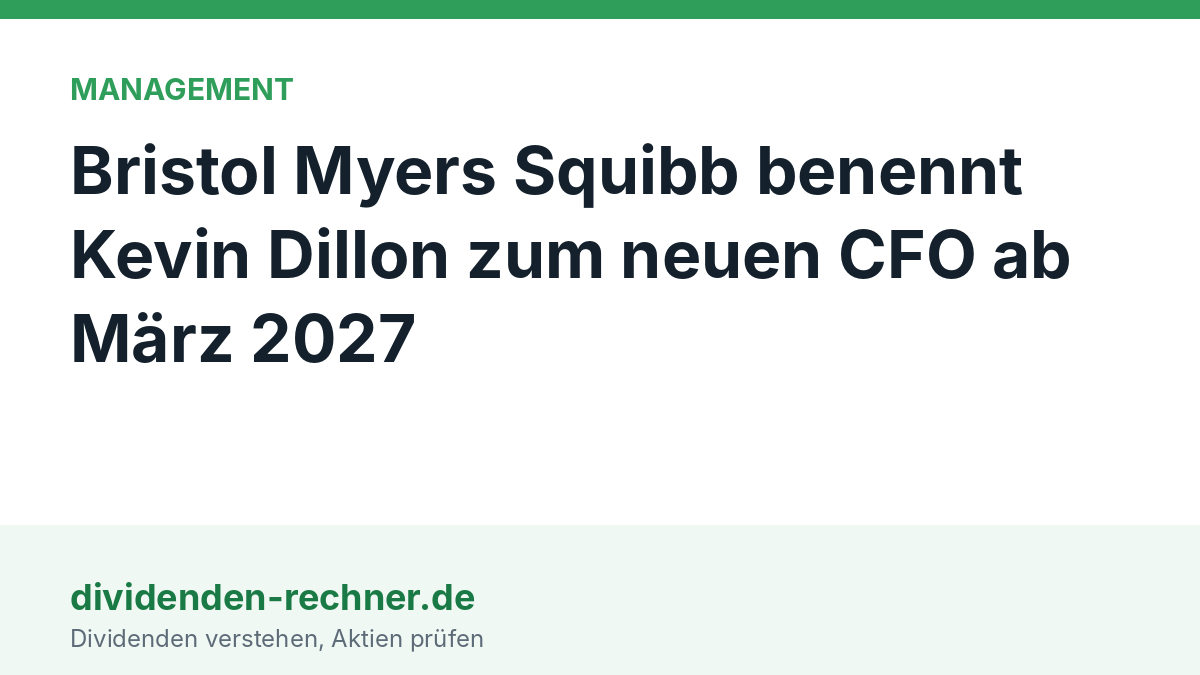 MANAGEMENT
Bristol Myers Squibb benennt
Kevin Dillon zum neuen CFO ab
März 2027
dividenden-rechner.de
Dividenden verstehen, Aktien prüfen